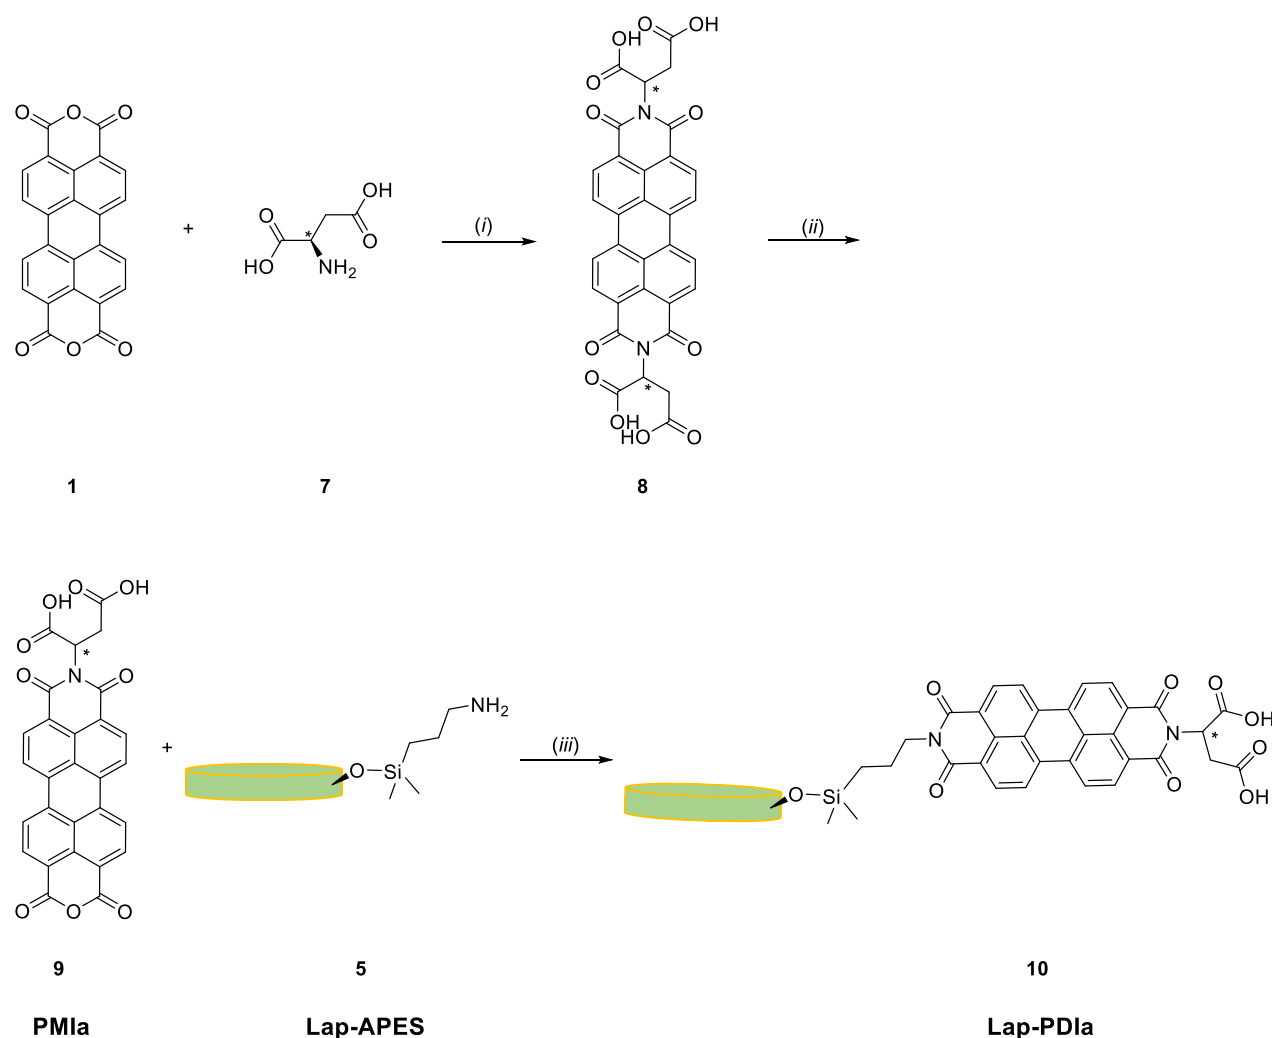 O OH
OH
O
*
O N O
O O O
O OH
O
* O
HO NH2
+
(i)
(ii)
O O O
O N O
O *
OH
HO O
1 7 8
O OH
OH
O
*
O N O
NH2
+
O Si
(iii)
O O
O
OH
N N
*
O
O O
OH
O Si
O O O
9 5 10
PMIa Lap-APES Lap-PDIa